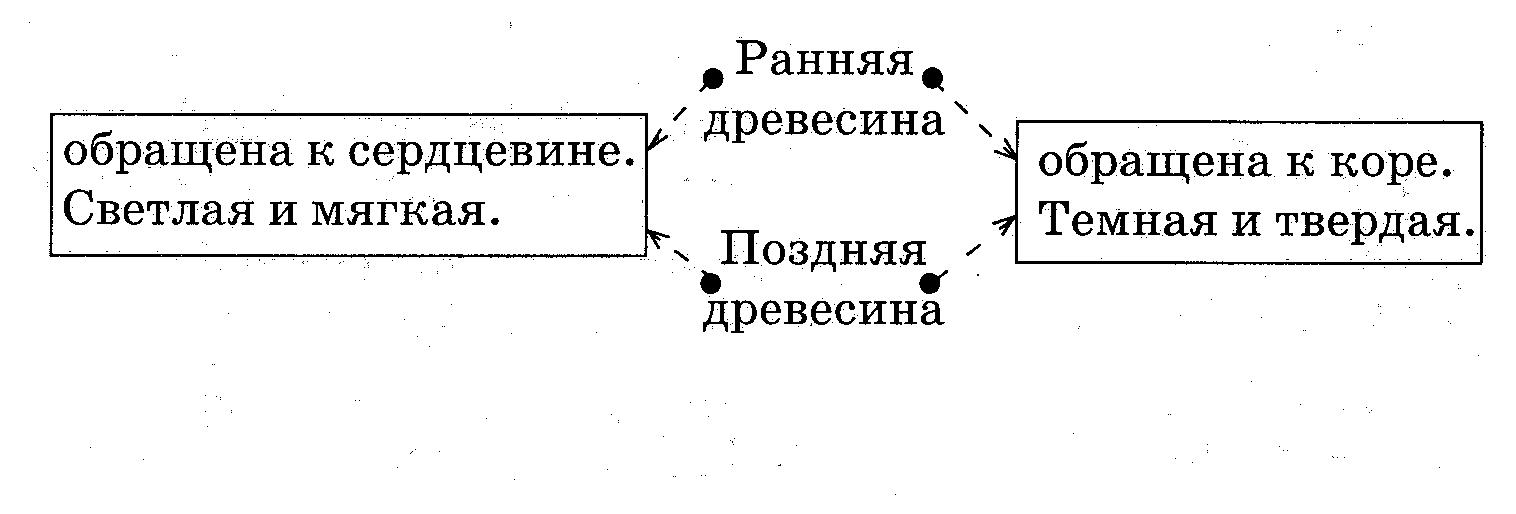 Ранняя
древесина
обращена к сердцевине.
Светлая и мягкая.
обращена к коре.
Темная и твердая.
Поздняя
древесина